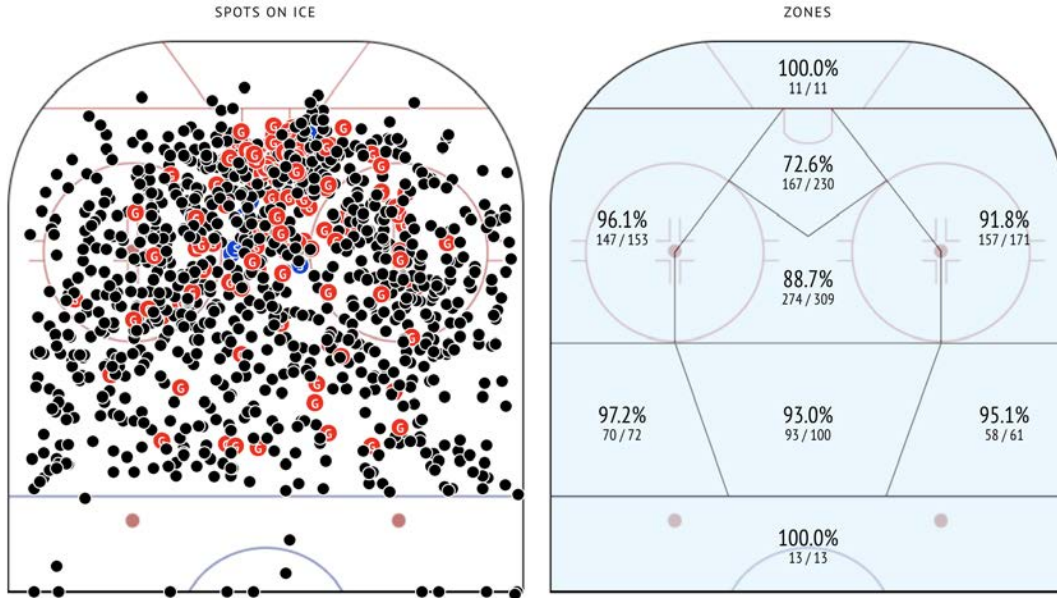 SPOTS ON ICE
ZONES
100.0%
11 / 11
72.6%
167 / 230
96.1%
147 / 153
91.8%
157 / 171
88.7%
274 / 309
97.2%
70 / 72
93.0%
93 / 100
95.1%
58 / 61
100.0%
13 / 13